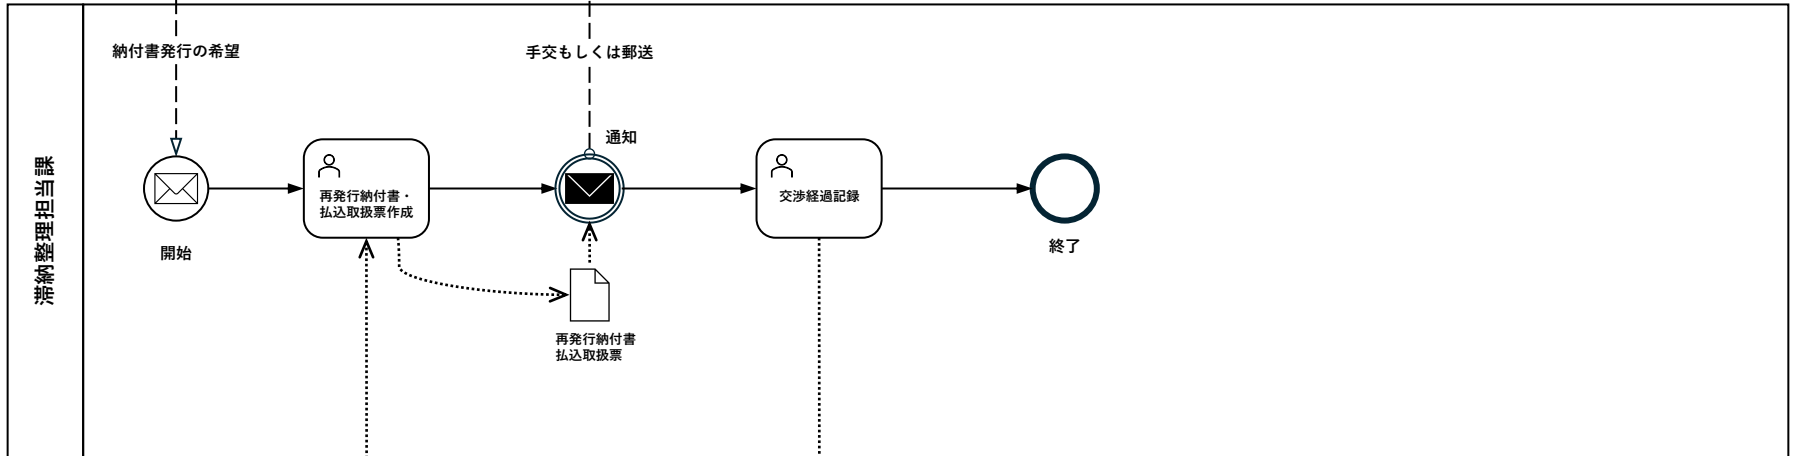 納付書発行の希望
手交もしくは郵送
通知
滞納整理担当課
再発行納付書・
払込取扱票作成
交渉経過記録
開始
終了
再発行納付書
払込取扱票